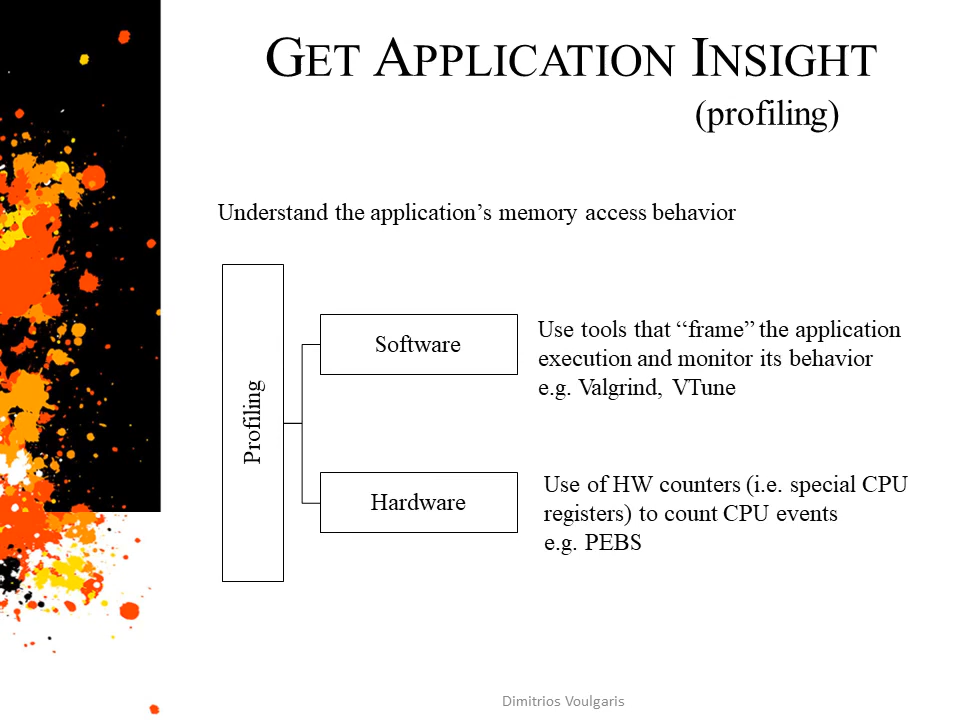 GET APPLICATION INSIGHT
(profiling)
Understand the application’s memory access behavior
Profiling
Software
Use tools that “frame” the application
execution and monitor its behavior
e.g. Valgrind, VTune
Hardware
Use of HW counters (i.e. special CPU
registers) to count CPU events
e.g. PEBS
Dimitrios Voulgaris